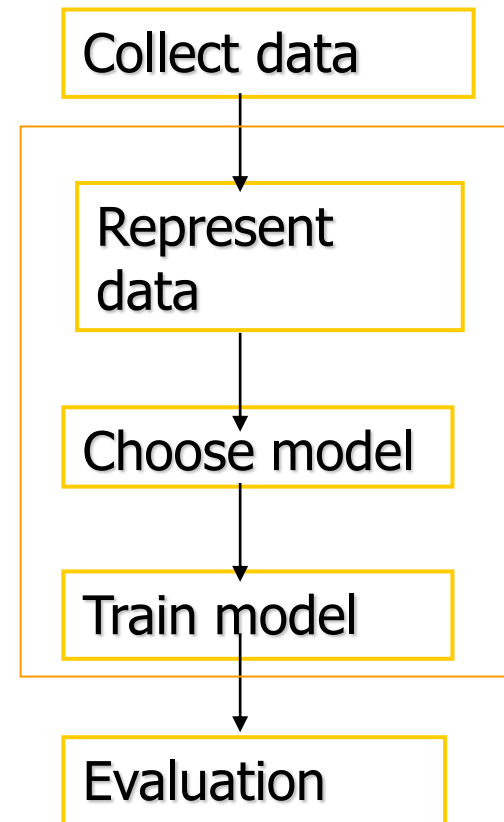 Collect data
Represent
data
Choose model
Train model
Evaluation